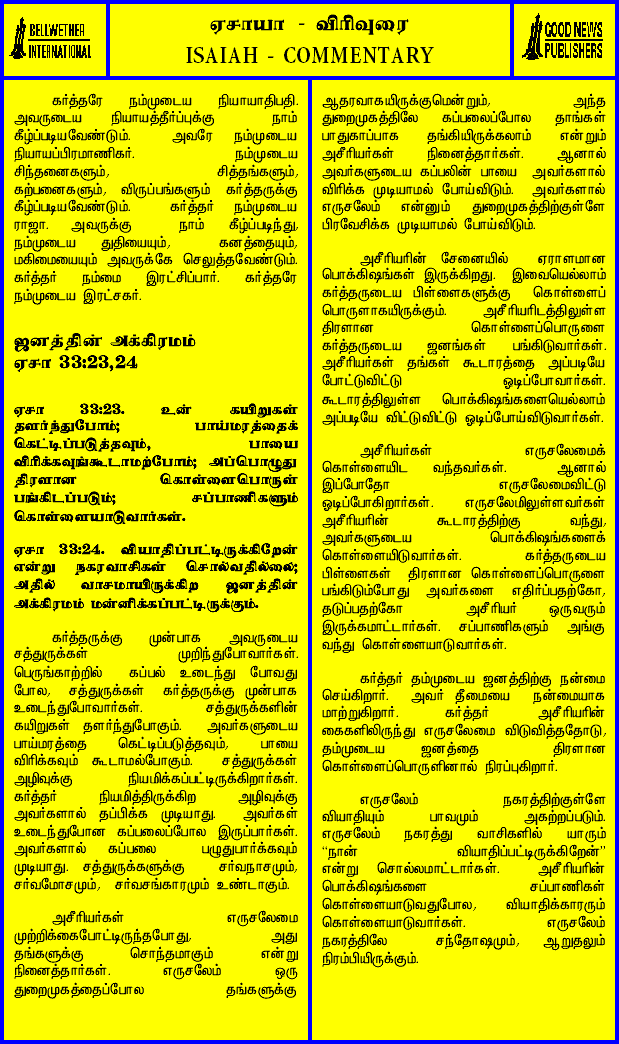 BELLWETHER
INTERNATIONAL
ஏசாயா - விரிவுரை
ISAIAH - COMMENTARY
GOOD NEWS
PUBLISHERS
கர்த்தரே நம்முடைய நியாயாதிபதி.
அவருடைய நியாயத்தீர்ப்புக்கு நாம்
கீழ்ப்படியவேண்டும். அவரே நம்முடைய
நியாயப்பிரமாணிகர். நம்முடைய
சிந்தனைகளும், சித்தங்களும்,
கற்பனைகளும், விருப்பங்களும் கர்த்தருக்கு
கீழ்ப்படியவேண்டும். கர்த்தர் நம்முடைய
ராஜா. அவருக்கு நாம் கீழ்ப்படிந்து,
நம்முடைய துதியையும், கனத்தையும்,
மகிமையையும் அவருக்கே செலுத்தவேண்டும்.
கர்த்தர் நம்மை இரட்சிப்பார். கர்த்தரே
நம்முடைய இரட்சகர்.
ஜனத்தின் அக்கிரமம்
ஏசா 33:23,24
ஏசா 33:23. உன் கயிறுகள்
தளர்ந்துபோம்; பாய்மரத்தைக்
கெட்டிப்படுத்தவும், பாயை
விரிக்கவுங்கூடாமற்போம்; அப்பொழுது
திரளான கொள்ளைபொருள்
பங்கிடப்படும்; சப்பாணிகளும்
கொள்ளையாடுவார்கள்.
ஏசா 33:24. வியாதிப்பட்டிருக்கிறேன்
என்று நகரவாசிகள் சொல்வதில்லை;
அதில் வாசமாயிருக்கிற ஜனத்தின்
அக்கிரமம் மன்னிக்கப்பட்டிருக்கும்.
கர்த்தருக்கு முன்பாக அவருடைய
சத்துருக்கள் முறிந்துபோவார்கள்.
பெருங்காற்றில் கப்பல் உடைந்து போவது
போல, சத்துருக்கள் கர்த்தருக்கு முன்பாக
உடைந்துபோவார்கள். சத்துருக்களின்
கயிறுகள் தளர்ந்துபோகும். அவர்களுடைய
பாய்மரத்தை கெட்டிப்படுத்தவும், பாயை
விரிக்கவும் கூடாமல்போகும். சத்துருக்கள்
அழிவுக்கு நியமிக்கப்பட்டிருக்கிறார்கள்.
கர்த்தர் நியமித்திருக்கிற அழிவுக்கு
அவர்களால் தப்பிக்க முடியாது. அவர்கள்
உடைந்துபோன கப்பலைப்போல இருப்பார்கள்.
அவர்களால் கப்பலை பழுதுபார்க்கவும்
முடியாது. சத்துருக்களுக்கு சர்வநாசமும்,
சர்வமோசமும், சர்வசங்காரமும் உண்டாகும்.
அசீரியர்கள் எருசலேமை
முற்றிக்கைபோட்டிருந்தபோது, அது
தங்களுக்கு சொந்தமாகும் என்று
நினைத்தார்கள். எருசலேம் ஒரு
துறைமுகத்தைப்போல தங்களுக்கு
ஆதரவாகயிருக்குமென்றும், அந்த
துறைமுகத்திலே கப்பலைப்போல தாங்கள்
பாதுகாப்பாக தங்கியிருக்கலாம் என்றும்
அசீரியர்கள் நினைத்தார்கள். ஆனால்
அவர்களுடைய கப்பலின் பாயை அவர்களால்
விரிக்க முடியாமல் போய்விடும். அவர்களால்
எருசலேம் என்னும் துறைமுகத்திற்குள்ளே
பிரவேசிக்க முடியாமல் போய்விடும்.
அசீரியரின் சேனையில் ஏராளமான
பொக்கிஷங்கள் இருக்கிறது. இவையெல்லாம்
கர்த்தருடைய பிள்ளைகளுக்கு கொள்ளைப்
பொருளாகயிருக்கும். அசீரியரிடத்திலுள்ள
திரளான கொள்ளைப்பொருளை
கர்த்தருடைய ஜனங்கள் பங்கிடுவார்கள்.
அசீரியர்கள் தங்கள் கூடாரத்தை அப்படியே
போட்டுவிட்டு ஓடிப்போவார்கள்.
கூடாரத்திலுள்ள பொக்கிஷங்களையெல்லாம்
அப்படியே விட்டுவிட்டு ஓடிப்போய்விடுவார்கள்.
அசீரியர்கள் எருசலேமைக்
கொள்ளையிட வந்தவர்கள். ஆனால்
இப்போதோ எருசலேமைவிட்டு
ஓடிப்போகிறார்கள். எருசலேமிலுள்ளவர்கள்
அசீரியரின் கூடாரத்திற்கு வந்து,
அவர்களுடைய பொக்கிஷங்களைக்
கொள்ளையிடுவார்கள். கர்த்தருடைய
பிள்ளைகள் திரளான கொள்ளைப்பொருளை
பங்கிடும்போது அவர்களை எதிர்ப்பதற்கோ,
தடுப்பதற்கோ அசீரியர் ஒருவரும்
இருக்கமாட்டார்கள். சப்பாணிகளும் அங்கு
வந்து கொள்ளையாடுவார்கள்.
கர்த்தர் தம்முடைய ஜனத்திற்கு நன்மை
செய்கிறார். அவர் தீமையை நன்மையாக
மாற்றுகிறார். கர்த்தர் அசீரியரின்
கைகளிலிருந்து எருசலேமை விடுவித்ததோடு,
தம்முடைய ஜனத்தை திரளான
கொள்ளைப்பொருளினால் நிரப்புகிறார்.
எருசலேம் நகரத்திற்குள்ளே
வியாதியும் பாவமும் அகற்றப்படும்.
எருசலேம் நகரத்து வாசிகளில் யாரும்
“நான் வியாதிப்பட்டிருக்கிறேன்”
என்று சொல்லமாட்டார்கள். அசீரியரின்
பொக்கிஷங்களை சப்பாணிகள்
கொள்ளையாடுவதுபோல, வியாதிக்காரரும்
கொள்ளையாடுவார்கள். எருசலேம்
நகரத்திலே சந்தோஷமும், ஆறுதலும்
நிரம்பியிருக்கும்.